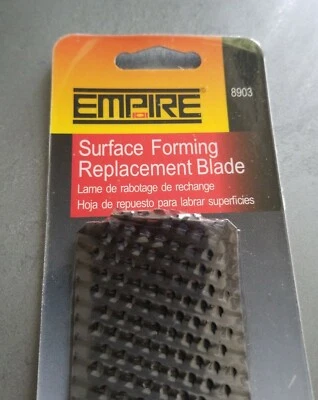 EMPIRE®
8903
Surface Forming
Replacement Blade
Lame de rabotage de rechange
Hoja de repuesto para labrar superficies